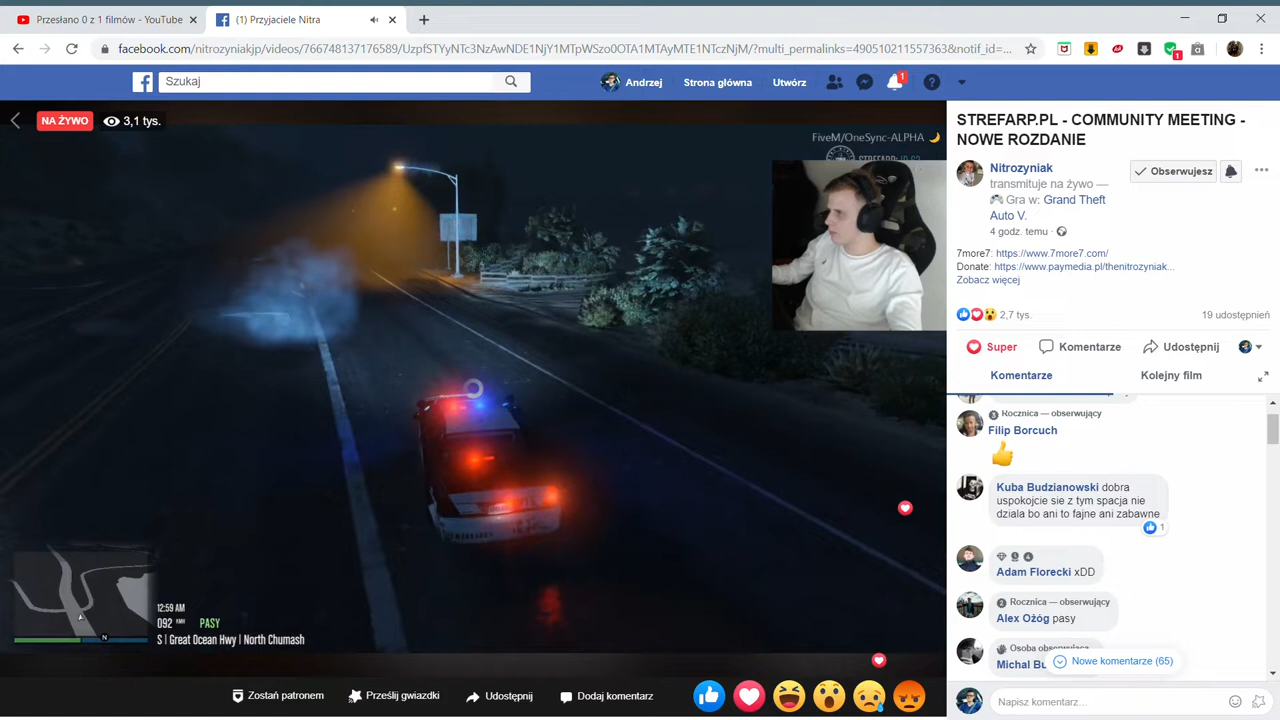 Przesłano 0 z 1 filmów - YouTube
(1) Przyjaciele Nitra
facebook.com/nitrozyniakjp/videos/766748137176589/UzpfSTYyNTc3NzAwNDE1NjY1MTpWSzo0OTA1MTAyMTE1NTczNjM/?multi_permalinks=490510211557363&notif_id=...
Szukaj
Andrzej
Strona główna
Utwórz
1
NA ŻYWO
3,1 tys.
FiveM/OneSync-ALPHA
12:59 AM
092 KMH PASY
S | Great Ocean Hwy | North Chumash
N
Zostań patronem
Prześlij gwiazdki
Udostępnij
Dodaj komentarz
STREFARP.PL - COMMUNITY MEETING -
NOWE ROZDANIE
Nitrozyniak
transmituje na żywo —
Gra w: Grand Theft
Auto V.
4 godz. temu ·
Obserwujesz
7more7: https://www.7more7.com/
Donate: https://www.paymedia.pl/thenitrozyniak...
Zobacz więcej
2,7 tys.
19 udostępnień
Super
Komentarze
Udostępnij
Komentarze
Kolejny film
Rocznica — obserwujący
Filip Borcuch
Kuba Budzianowski dobra
uspokojcie sie z tym spacja nie
dziala bo ani to fajne ani zabawne
1
Adam Florecki xDD
Rocznica — obserwujący
Alex Ożóg pasy
Osoba obserwująca
Michal Bu
Nowe komentarze (65)
Napisz komentarz...